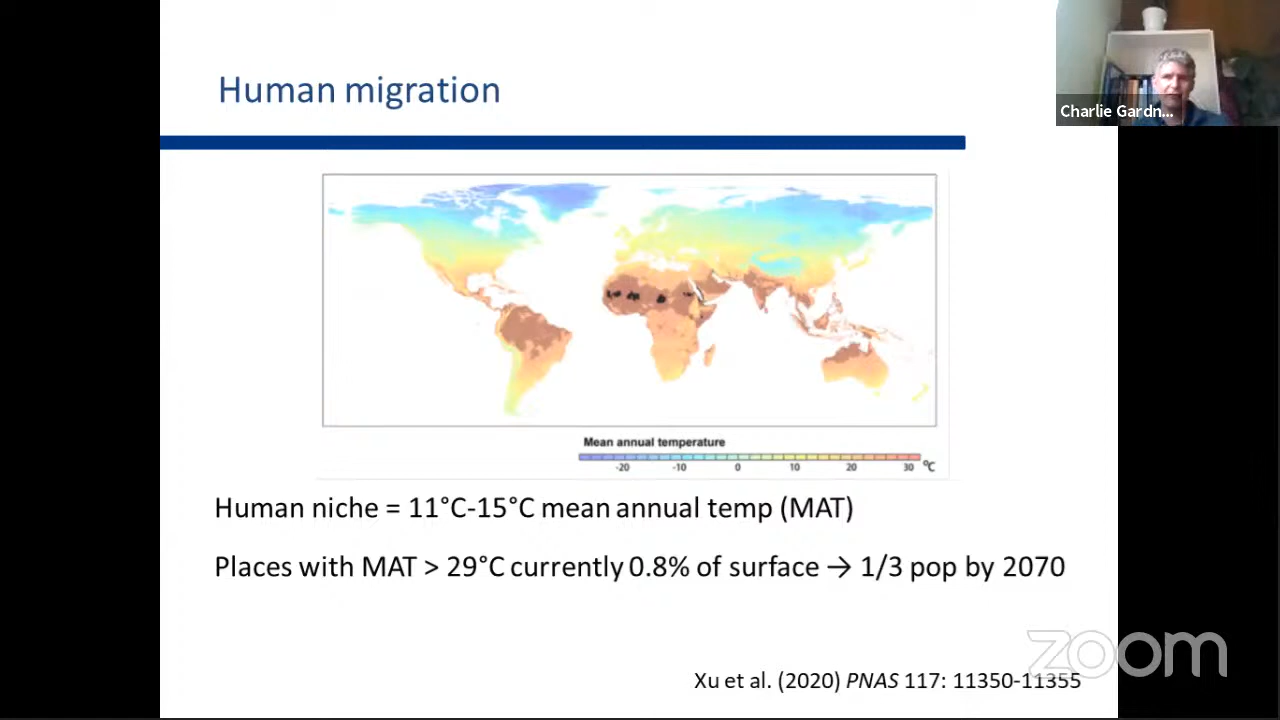 Human migration
Charlie Gardn...
Mean annual temperature
-20 -10 0 10 20 30 °C
Human niche = 11°C-15°C mean annual temp (MAT)
Places with MAT > 29°C currently 0.8% of surface → 1/3 pop by 2070
zoom
Xu et al. (2020) PNAS 117: 11350-11355